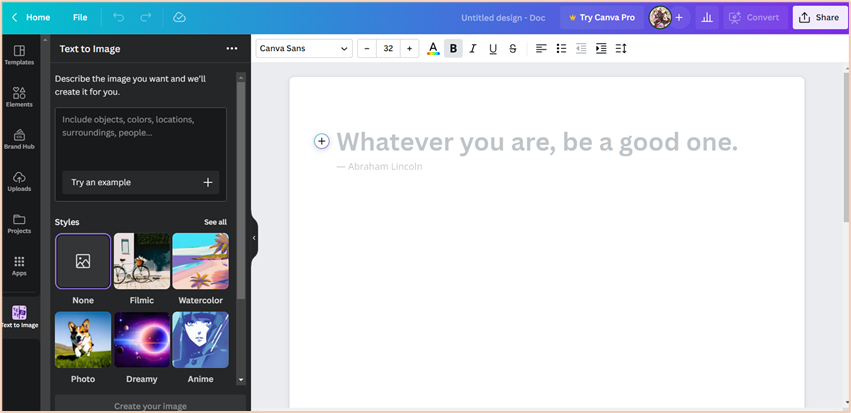 Home
File
Untitled design - Doc
Try Canva Pro
Convert
Share
Templates
Elements
Brand Hub
Uploads
Projects
Apps
Text to Image
Text to Image
Describe the image you want and we'll
create it for you.
Include objects, colors, locations,
surroundings, people...
Try an example
Styles
See all
None
Filmic
Watercolor
Photo
Dreamy
Anime
Create your image
Canva Sans
− 32 +
A
B
I
U
S
Whatever you are, be a good one.
— Abraham Lincoln